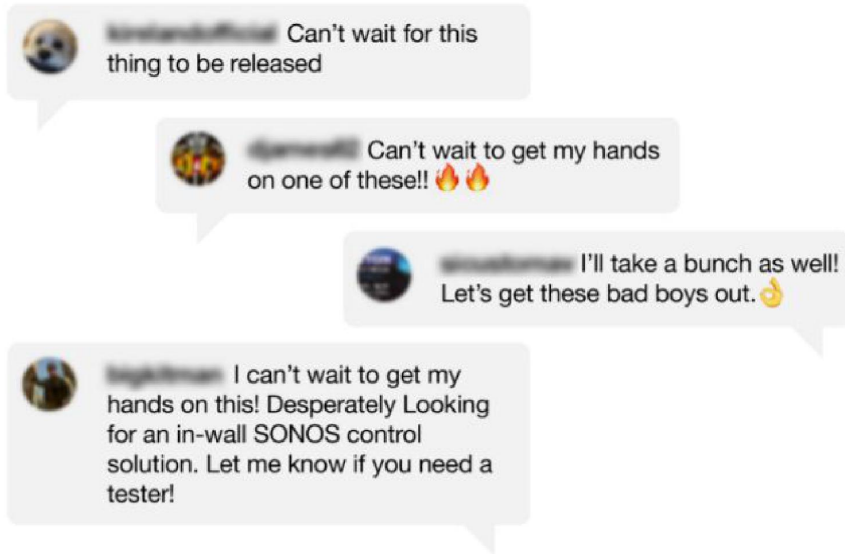 Can't wait for this
thing to be released
Can't wait to get my hands
on one of these!! 🔥🔥
I'll take a bunch as well!
Let's get these bad boys out.👌
I can't wait to get my
hands on this! Desperately Looking
for an in-wall SONOS control
solution. Let me know if you need a
tester!